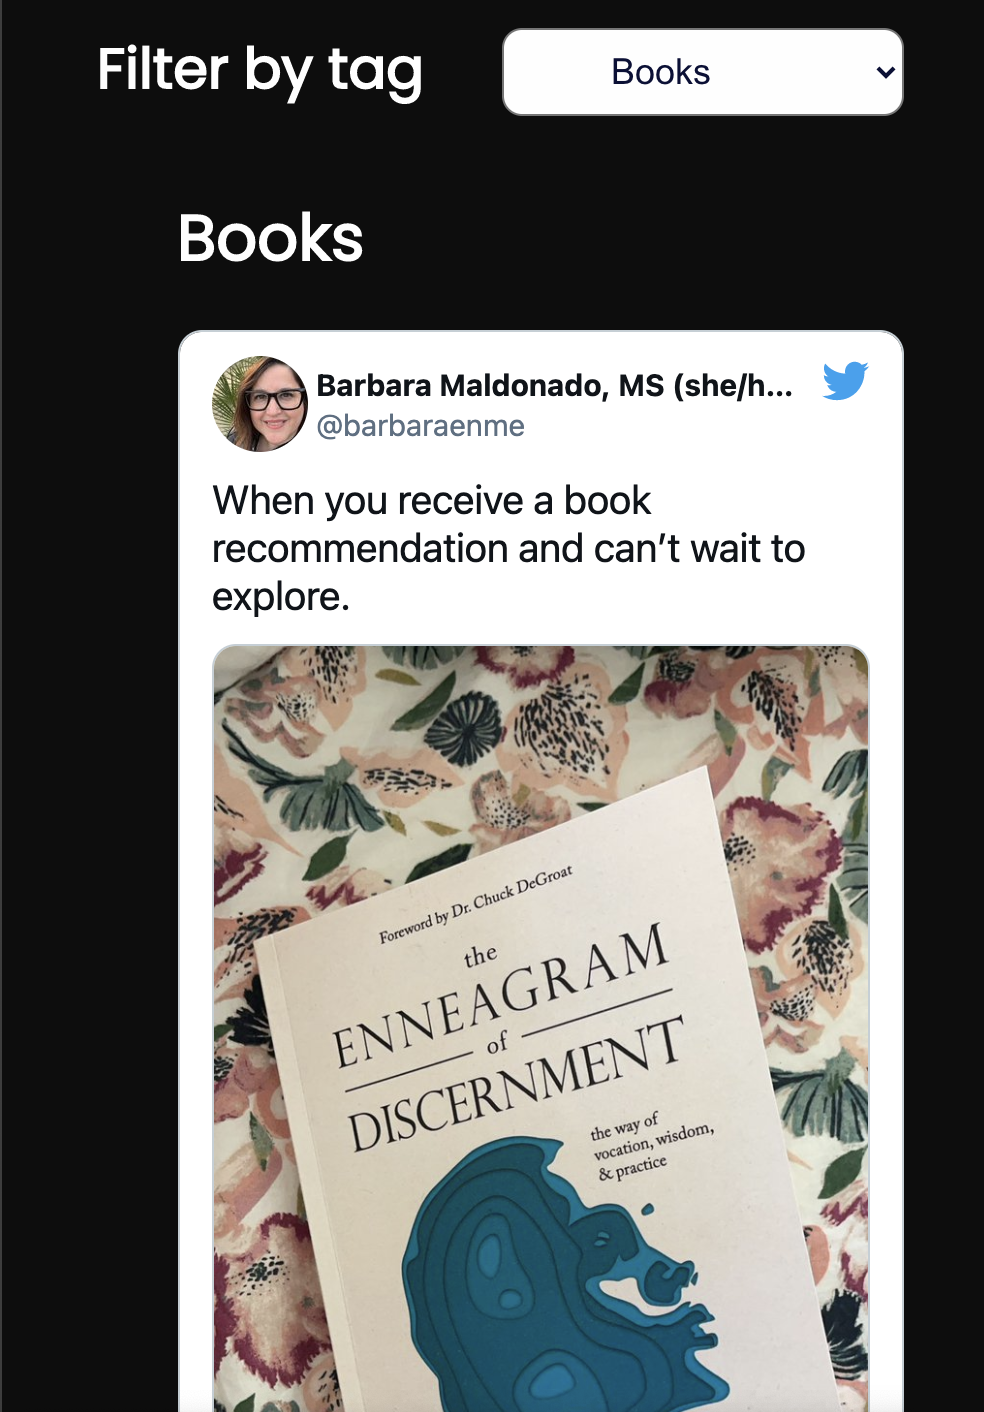 Filter by tag
Books
Books
Barbara Maldonado, MS (she/h...
@barbaraenme
When you receive a book
recommendation and can’t wait to
explore.
Foreword by Dr. Chuck DeGroat
the
ENNEAGRAM
of
DISCERNMENT
the way of
vocation, wisdom,
& practice